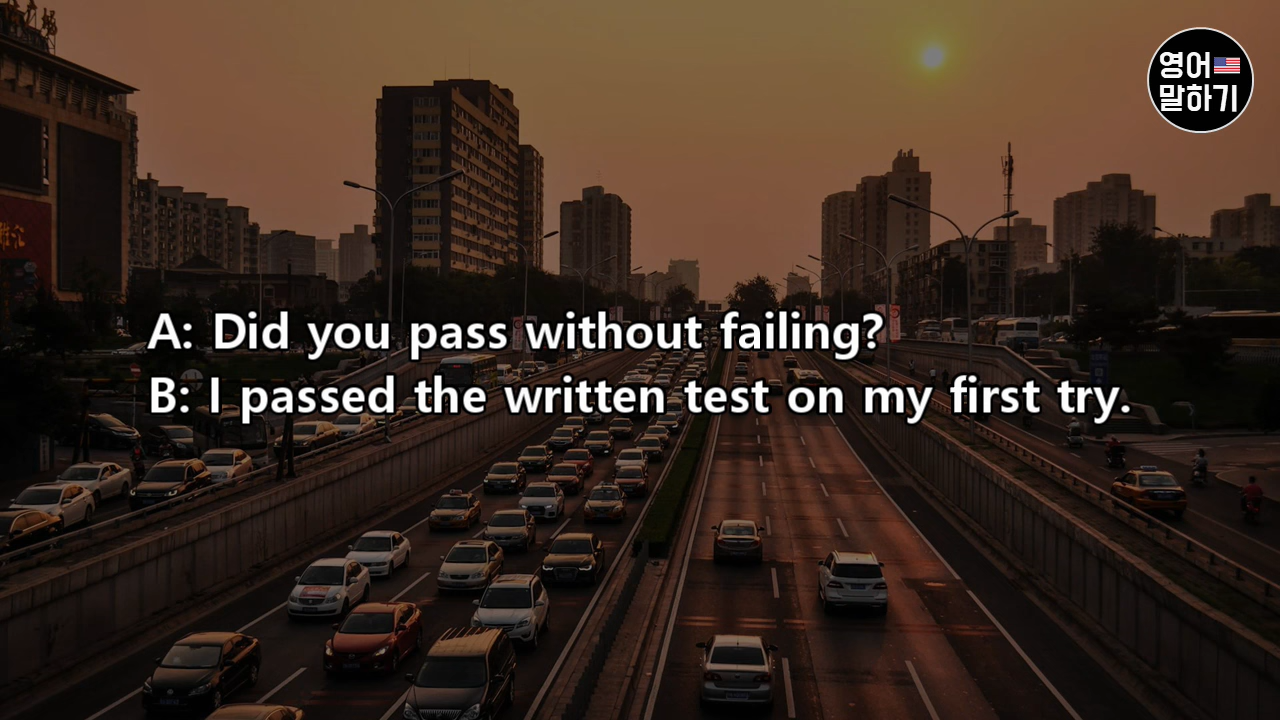 영어
말하기
A: Did you pass without failing?
B: I passed the written test on my first try.